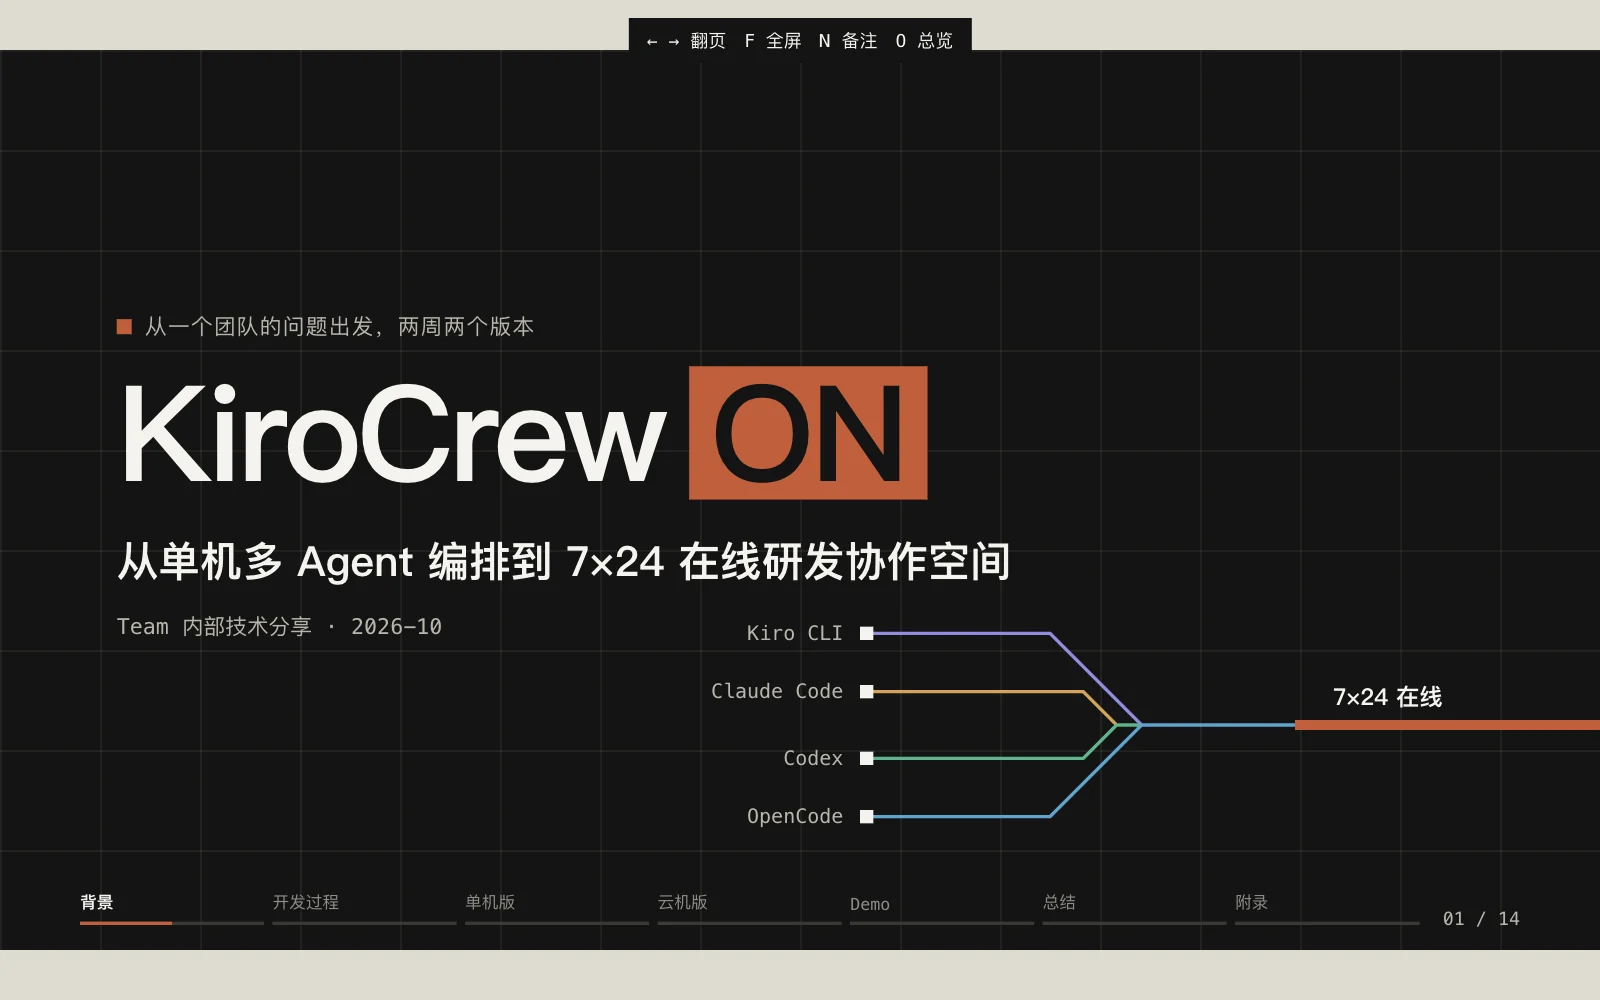 ← → 翻页 F 全屏 N 备注 O 总览
从一个团队的问题出发，两周两个版本
KiroCrew ON
从单机多 Agent 编排到 7×24 在线研发协作空间
Team 内部技术分享 · 2026-10
Kiro CLI
Claude Code
7×24 在线
Codex
OpenCode
背景 开发过程 单机版 云机版 Demo 总结 附录
01 / 14